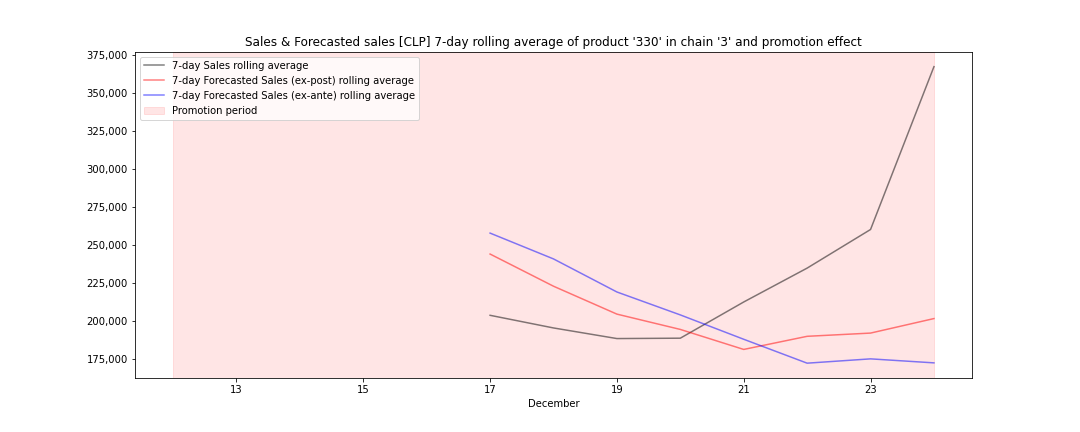 Sales & Forecasted sales [CLP] 7-day rolling average of product '330' in chain '3' and promotion effect
7-day Sales rolling average
7-day Forecasted Sales (ex-post) rolling average
7-day Forecasted Sales (ex-ante) rolling average
Promotion period
375,000
350,000
325,000
300,000
275,000
250,000
225,000
200,000
175,000
13 15 17 19 21 23
December